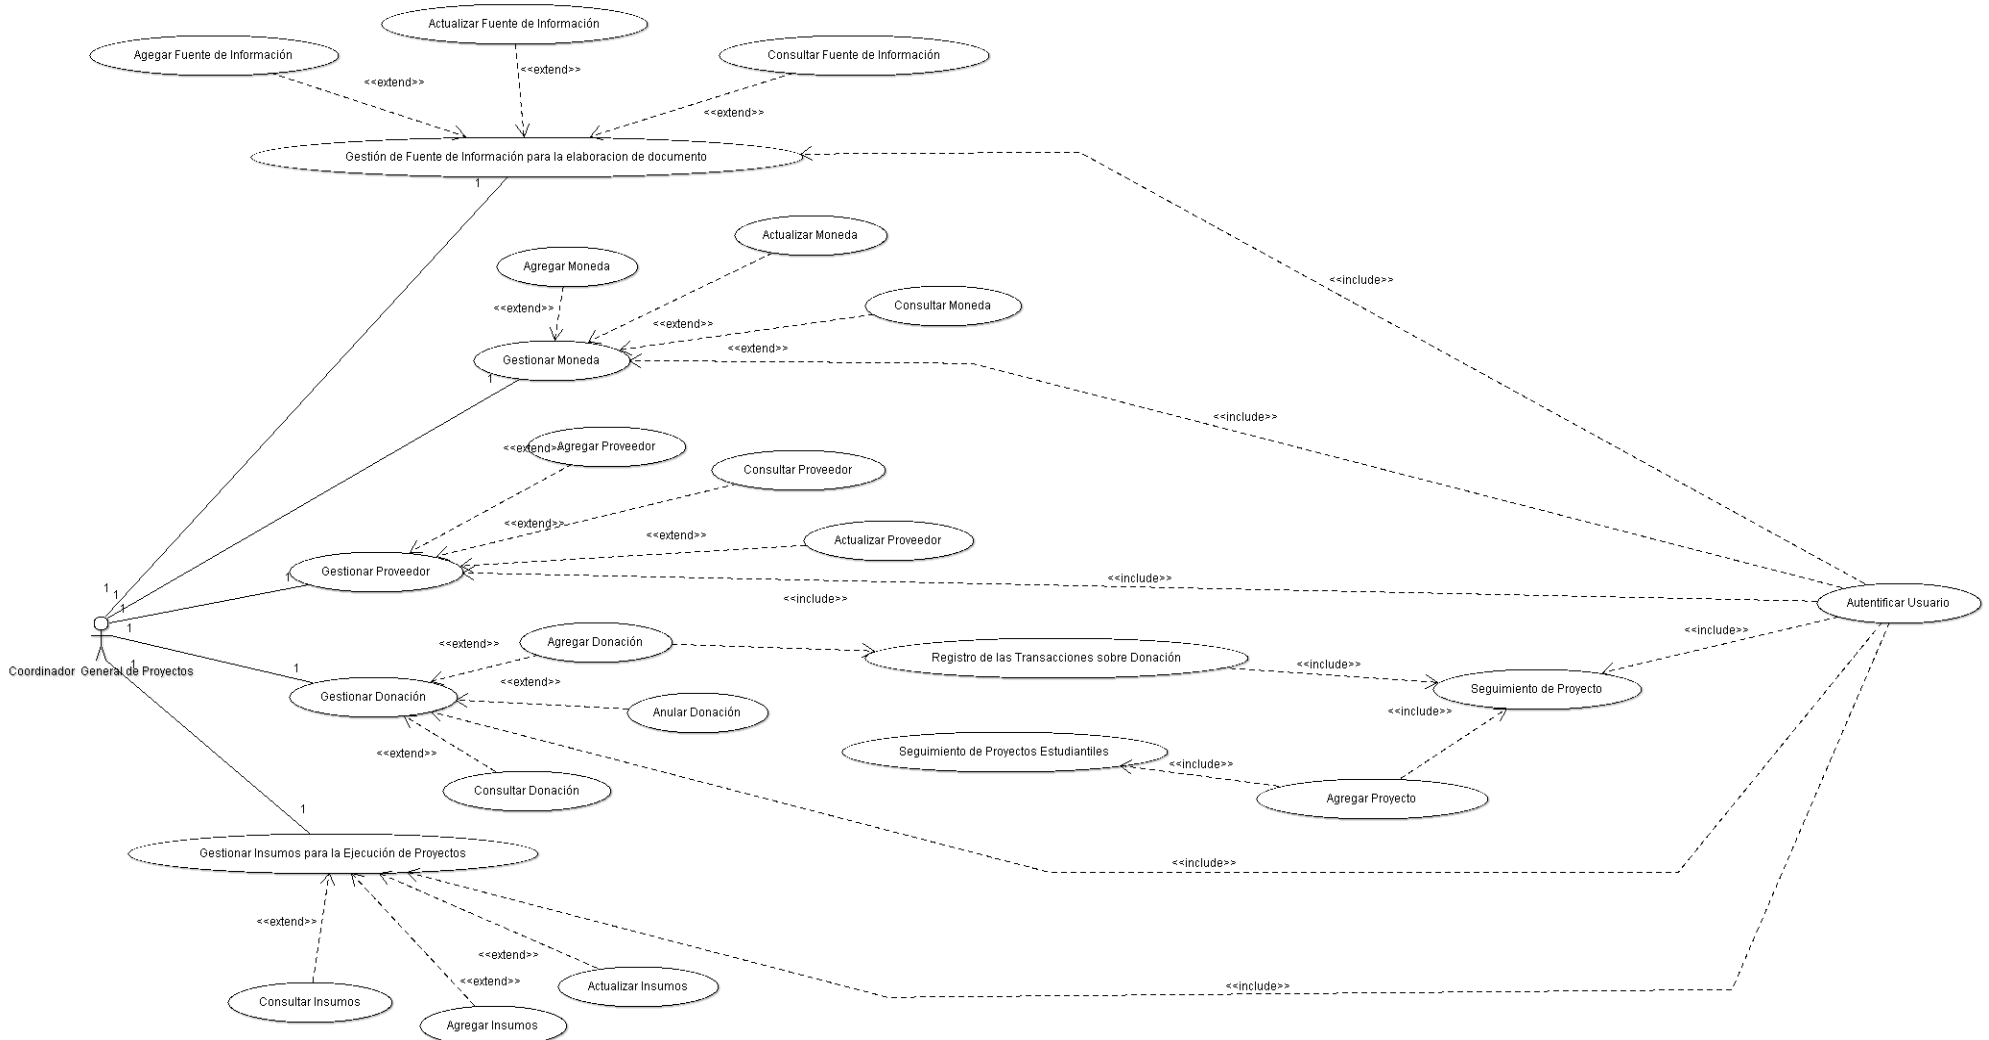 Actualizar Fuente de Información
Agegar Fuente de Información
Consultar Fuente de Información
<<extend>>
<<extend>>
<<extend>>
Gestión de Fuente de Información para la elaboracion de documento
1
Actualizar Moneda
Agregar Moneda
<<include>>
Consultar Moneda
<<extend>>
<<extend>>
<<extend>>
Gestionar Moneda
1
<<include>>
Agregar Proveedor
<<extend>>
Consultar Proveedor
<<extend>>
<<extend>>
Actualizar Proveedor
Gestionar Proveedor
1
<<include>>
1
1
1
1
1
<<include>>
Autentificar Usuario
Coordinador General de Proyectos
Agregar Donación
<<extend>>
<<include>>
Registro de las Transacciones sobre Donación
<<include>>
1
<<extend>>
Gestionar Donación
Seguimiento de Proyecto
Anular Donación
<<include>>
<<extend>>
Seguimiento de Proyectos Estudiantiles
<<include>>
Consultar Donación
Agregar Proyecto
1
Gestionar Insumos para la Ejecución de Proyectos
<<include>>
<<extend>>
<<extend>>
<<extend>>
Actualizar Insumos
<<include>>
Consultar Insumos
Agregar Insumos